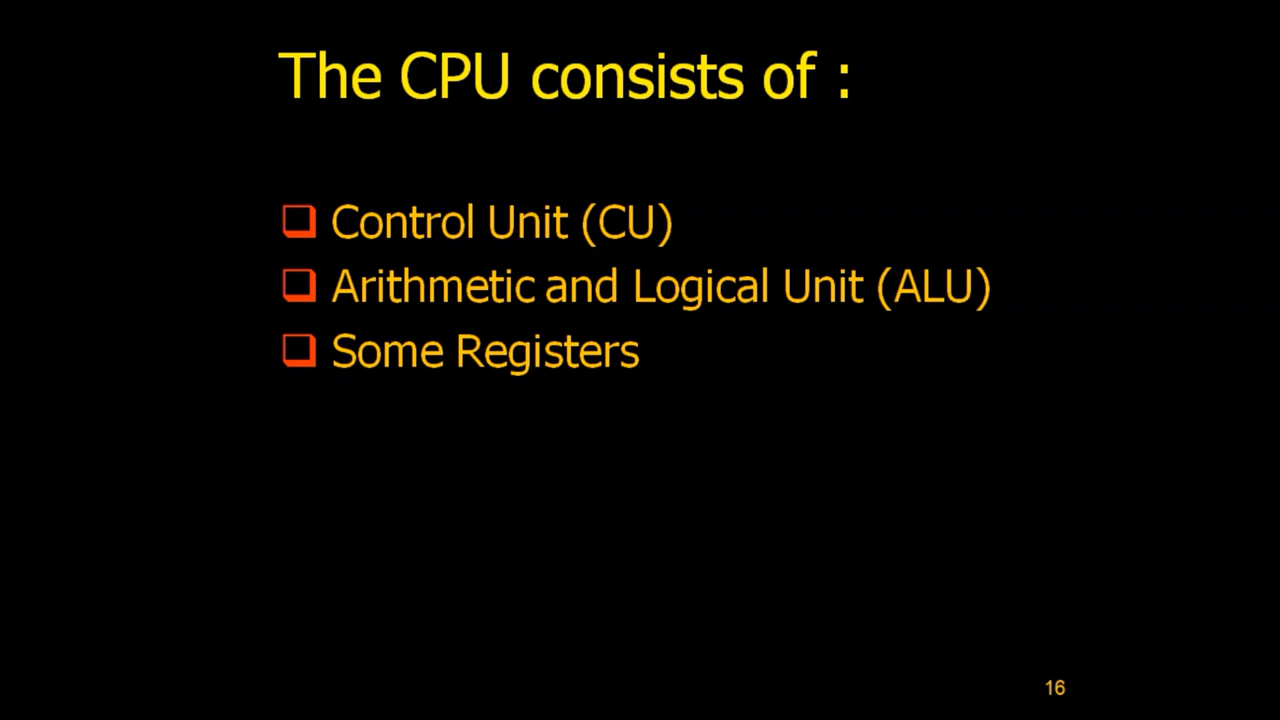 The CPU consists of :
Control Unit (CU)
Arithmetic and Logical Unit (ALU)
Some Registers
16